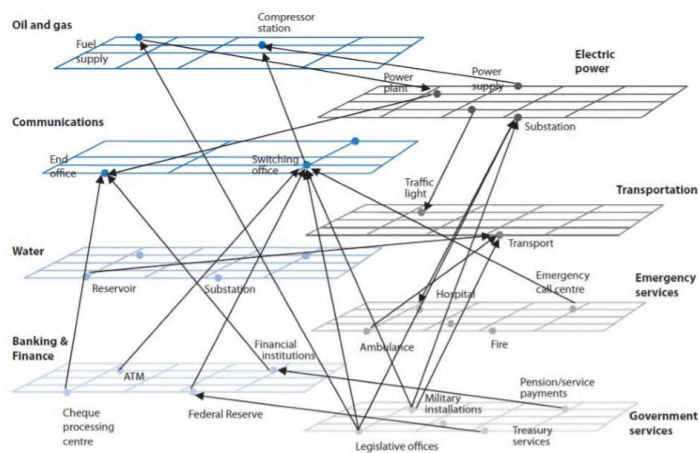 Oil and gas
Fuel
supply
Compressor
station
Electric
power
Power
plant
Power
supply
Substation
Communications
End
office
Switching
office
Traffic
light
Transportation
Transport
Water
Reservoir
Substation
Hospital
Emergency
call centre
Emergency
services
Ambulance
Fire
Banking &
Finance
ATM
Financial
institutions
Cheque
processing
centre
Federal Reserve
Military
installations
Pension/service
payments
Government
services
Legislative offices
Treasury
services